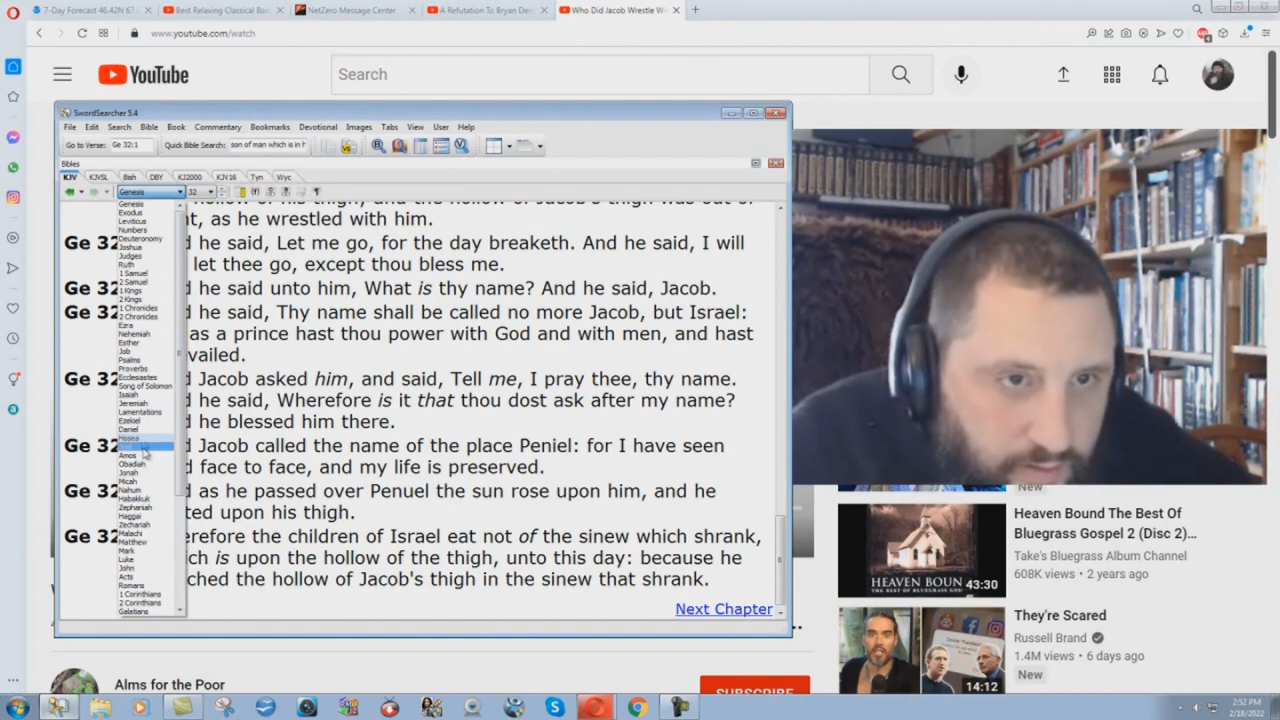 7-Day Forecast 46.42N 67.
Best Relaxing Classical Ba
NetZero Message Center
A Refutation To Bryan Den
Who Did Jacob Wrestle W
www.youtube.com/watch
YouTube
Search
SwordSearcher 5.4
File Edit Search Bible Book Commentary Bookmarks Devotional Images Tabs View User Help
Go to Verse: Ge 32:1 Quick Bible Search: son of man which is in h
Bibles
KJV KJVSL Bish DBY KJ2000 KJV16 Tyn Wyc
Genesis 32
Genesis
Exodus
Leviticus
Numbers
Deuteronomy
Joshua
Judges
Ruth
1 Samuel
2 Samuel
1 Kings
2 Kings
1 Chronicles
2 Chronicles
Ezra
Nehemiah
Esther
Job
Psalms
Proverbs
Ecclesiastes
Song of Solomon
Isaiah
Jeremiah
Lamentations
Ezekiel
Daniel
Hosea
Amos
Obadiah
Jonah
Micah
Nahum
Habakkuk
Zephaniah
Haggai
Zechariah
Malachi
Matthew
Mark
Luke
John
Acts
Romans
1 Corinthians
2 Corinthians
Galatians
of his thigh, and the hollow of Jacob's thigh was out of
nt, as he wrestled with him.
Ge 32 d he said, Let me go, for the day breaketh. And he said, I will
let thee go, except thou bless me.
Ge 32 d he said unto him, What is thy name? And he said, Jacob.
Ge 32 d he said, Thy name shall be called no more Jacob, but Israel:
as a prince hast thou power with God and with men, and hast
vailed.
Ge 32 d Jacob asked him, and said, Tell me, I pray thee, thy name.
d he said, Wherefore is it that thou dost ask after my name?
d he blessed him there.
Ge 32 d Jacob called the name of the place Peniel: for I have seen
d face to face, and my life is preserved.
Ge 32 d as he passed over Penuel the sun rose upon him, and he
ted upon his thigh.
Ge 32 erefore the children of Israel eat not of the sinew which shrank,
ich is upon the hollow of the thigh, unto this day: because he
ched the hollow of Jacob's thigh in the sinew that shrank.
Next Chapter
New
HEAVEN BOUN
43:30
Heaven Bound The Best Of
Bluegrass Gospel 2 (Disc 2)…
Take's Bluegrass Album Channel
608K views • 2 years ago
They're Scared
Russell Brand
1.4M views • 6 days ago
New
14:12
Alms for the Poor
SUBSCRIBE
2:52 PM
2/18/2022